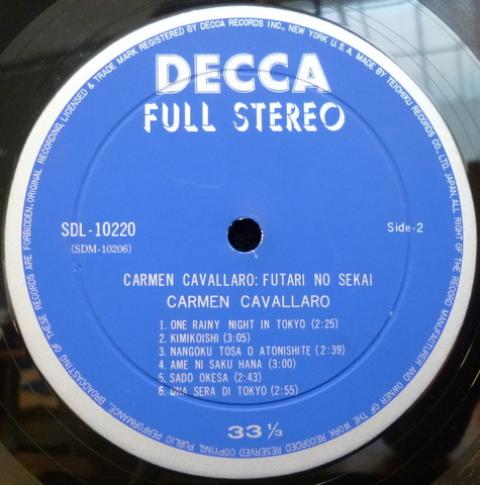 TRADE MARK REGISTERED BY DECCA RECORDS INC., NEW YORK U.S.A. MADE BY TEICHIKU RECORDS CO., LTD. JAPAN. ALL RIGHT OF THE RECORD MANUFACTURER AND OWNER OF THE WORK RECORDED RESERVED COPYING, PUBLIC PERFORMANCE, BROADCASTING OF THESE RECORDS ARE FORBIDDEN. ORIGINAL RECORDING, LICENSED &
DECCA
FULL STEREO
SDL-10220
(SDM-10206)
Side-2
CARMEN CAVALLARO: FUTARI NO SEKAI
CARMEN CAVALLARO
1. ONE RAINY NIGHT IN TOKYO (2:25)
2. KIMIKOISHI (3:05)
3. NANGOKU TOSA O ATONISHITE (2:39)
4. AME NI SAKU HANA (3:00)
5. SADO OKESA (2:43)
6. UNA SERA DI TOKYO (2:55)
33 1/3